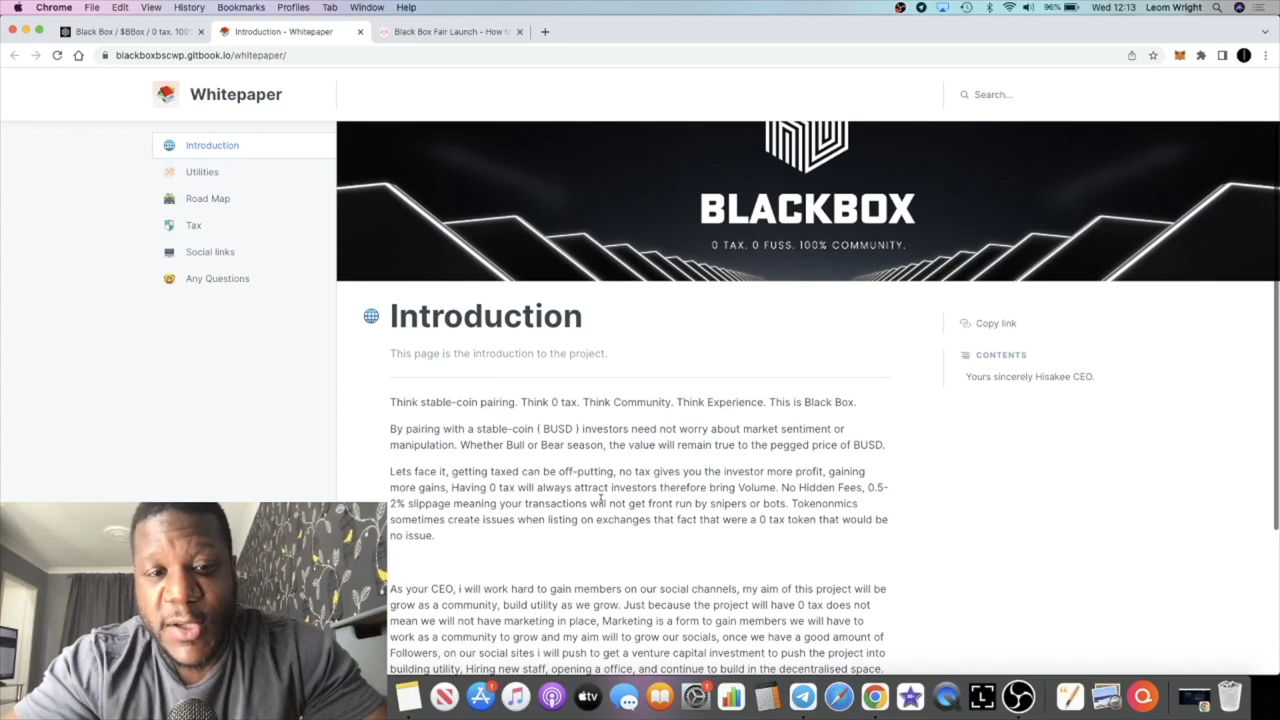 Chrome File Edit View History Bookmarks Profiles Tab Window Help 96% Wed 12:13 Leom Wright
Black Box / $BBox / 0 tax. 100 Introduction - Whitepaper Black Box Fair Launch - How t
blackboxbscwp.gitbook.io/whitepaper/
Whitepaper
Search...
Introduction
Utilities
Road Map
Tax
Social links
Any Questions
BLACKBOX
0 TAX. 0 FUSS. 100% COMMUNITY.
Introduction
This page is the introduction to the project.
Copy link
CONTENTS
Yours sincerely Hisakee CEO.
Think stable-coin pairing. Think 0 tax. Think Community. Think Experience. This is Black Box.
By pairing with a stable-coin ( BUSD ) investors need not worry about market sentiment or
manipulation. Whether Bull or Bear season, the value will remain true to the pegged price of BUSD.
Lets face it, getting taxed can be off-putting, no tax gives you the investor more profit, gaining
more gains, Having 0 tax will always attract investors therefore bring Volume. No Hidden Fees, 0.5-
2% slippage meaning your transactions will not get front run by snipers or bots. Tokenonmics
sometimes create issues when listing on exchanges that fact that were a 0 tax token that would be
no issue.
As your CEO, i will work hard to gain members on our social channels, my aim of this project will be
grow as a community, build utility as we grow. Just because the project will have 0 tax does not
mean we will not have marketing in place, Marketing is a form to gain members we will have to
work as a community to grow and my aim will to grow our socials, once we have a good amount of
Followers, on our social sites i will push to get a venture capital investment to push the project into
building utility, Hiring new staff, opening a office, and continue to build in the decentralised space.
tv